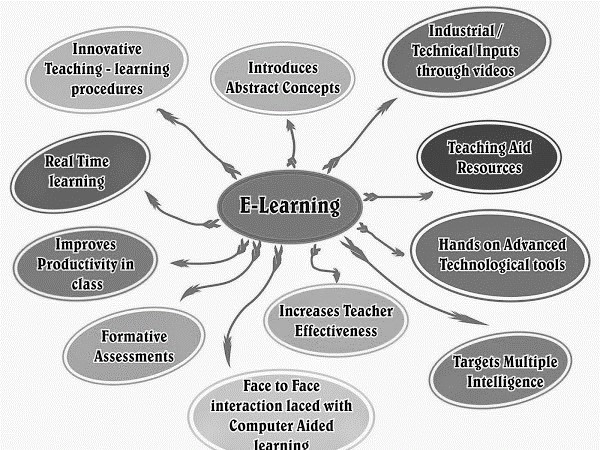 Innovative
Teaching - learning
procedures
Introduces
Abstract Concepts
Industrial /
Technical Inputs
through videos
Real Time
learning
Teaching Aid
Resources
E-Learning
Improves
Productivity in
class
Hands on Advanced
Technological tools
Formative
Assessments
Increases Teacher
Effectiveness
Targets Multiple
Intelligence
Face to Face
interaction laced with
Computer Aided
learning